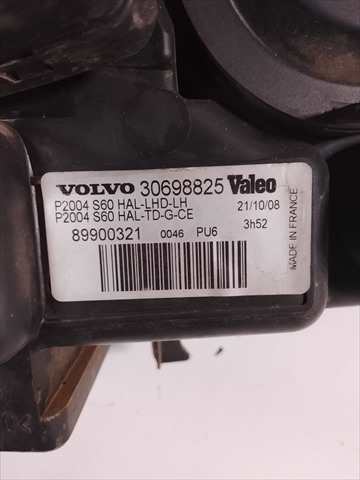 VOLVO 30698825 Valeo
P2004 S60 HAL-LHD-LH 21/10/08
P2004 S60 HAL-TD-G-CE 3h52
89900321 0046 PU6
MADE IN FRANCE